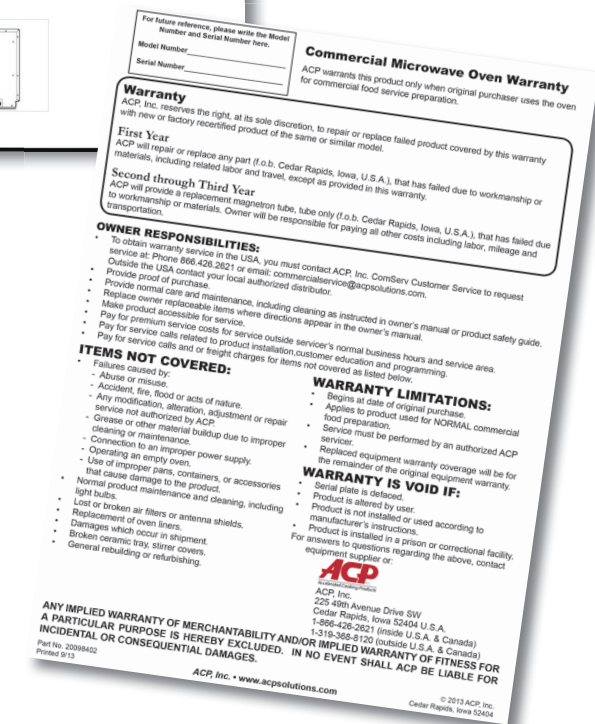 For future reference, please write the Model
Number and Serial Number here.
Model Number
Serial Number
Commercial Microwave Oven Warranty
ACP warrants this product only when original purchaser uses the oven
for commercial food service preparation.
Warranty
ACP, Inc. reserves the right, at its sole discretion, to repair or replace failed product covered by this warranty
with new or factory recertified product of the same or similar model.
First Year
ACP will repair or replace any part (f.o.b. Cedar Rapids, Iowa, U.S.A.), that has failed due to workmanship or
materials, including related labor and travel, except as provided in this warranty.
Second through Third Year
ACP will provide a replacement magnetron tube, tube only (f.o.b. Cedar Rapids, Iowa, U.S.A.), that has failed due
to workmanship or materials. Owner will be responsible for paying all other costs including labor, mileage and
transportation.
OWNER RESPONSIBILITIES:
• To obtain warranty service in the USA, you must contact ACP, Inc. ComServ Customer Service to request
service at: Phone 866.426.2621 or email: commercialservice@acpsolutions.com.
Outside the USA contact your local authorized distributor.
• Provide proof of purchase.
• Provide normal care and maintenance, including cleaning as instructed in owner's manual or product safety guide.
• Replace owner replaceable items where directions appear in the owner's manual.
• Make product accessible for service.
• Pay for premium service costs for service outside servicer's normal business hours and service area.
• Pay for service calls related to product installation,customer education and programming.
• Pay for service calls and or freight charges for items not covered as listed below.
ITEMS NOT COVERED:
• Failures caused by:
- Abuse or misuse.
- Accident, fire, flood or acts of nature.
- Any modification, alteration, adjustment or repair
service not authorized by ACP.
- Grease or other material buildup due to improper
cleaning or maintenance.
- Connection to an improper power supply.
- Operating an empty oven.
- Use of improper pans, containers, or accessories
that cause damage to the product.
• Normal product maintenance and cleaning, including
light bulbs.
• Lost or broken air filters or antenna shields.
• Replacement of oven liners.
• Damages which occur in shipment.
• Broken ceramic tray, stirrer covers.
• General rebuilding or refurbishing.
WARRANTY LIMITATIONS:
• Begins at date of original purchase.
• Applies to product used for NORMAL commercial
food preparation.
• Service must be performed by an authorized ACP
servicer.
• Replaced equipment warranty coverage will be for
the remainder of the original equipment warranty.
WARRANTY IS VOID IF:
• Serial plate is defaced.
• Product is altered by user.
• Product is not installed or used according to
manufacturer's instructions.
• Product is installed in a prison or correctional facility.
For answers to questions regarding the above, contact
equipment supplier or:
ACP
Accelerated Cooking Products
ACP, Inc.
225 49th Avenue Drive SW
Cedar Rapids, Iowa 52404 U.S.A.
1-866-426-2621 (inside U.S.A. & Canada)
1-319-368-8120 (outside U.S.A. & Canada)
ANY IMPLIED WARRANTY OF MERCHANTABILITY AND/OR IMPLIED WARRANTY OF FITNESS FOR
A PARTICULAR PURPOSE IS HEREBY EXCLUDED. IN NO EVENT SHALL ACP BE LIABLE FOR
INCIDENTAL OR CONSEQUENTIAL DAMAGES.
Part No. 20098402
Printed 9/13
ACP, Inc. • www.acpsolutions.com
© 2013 ACP, Inc.
Cedar Rapids, Iowa 52404